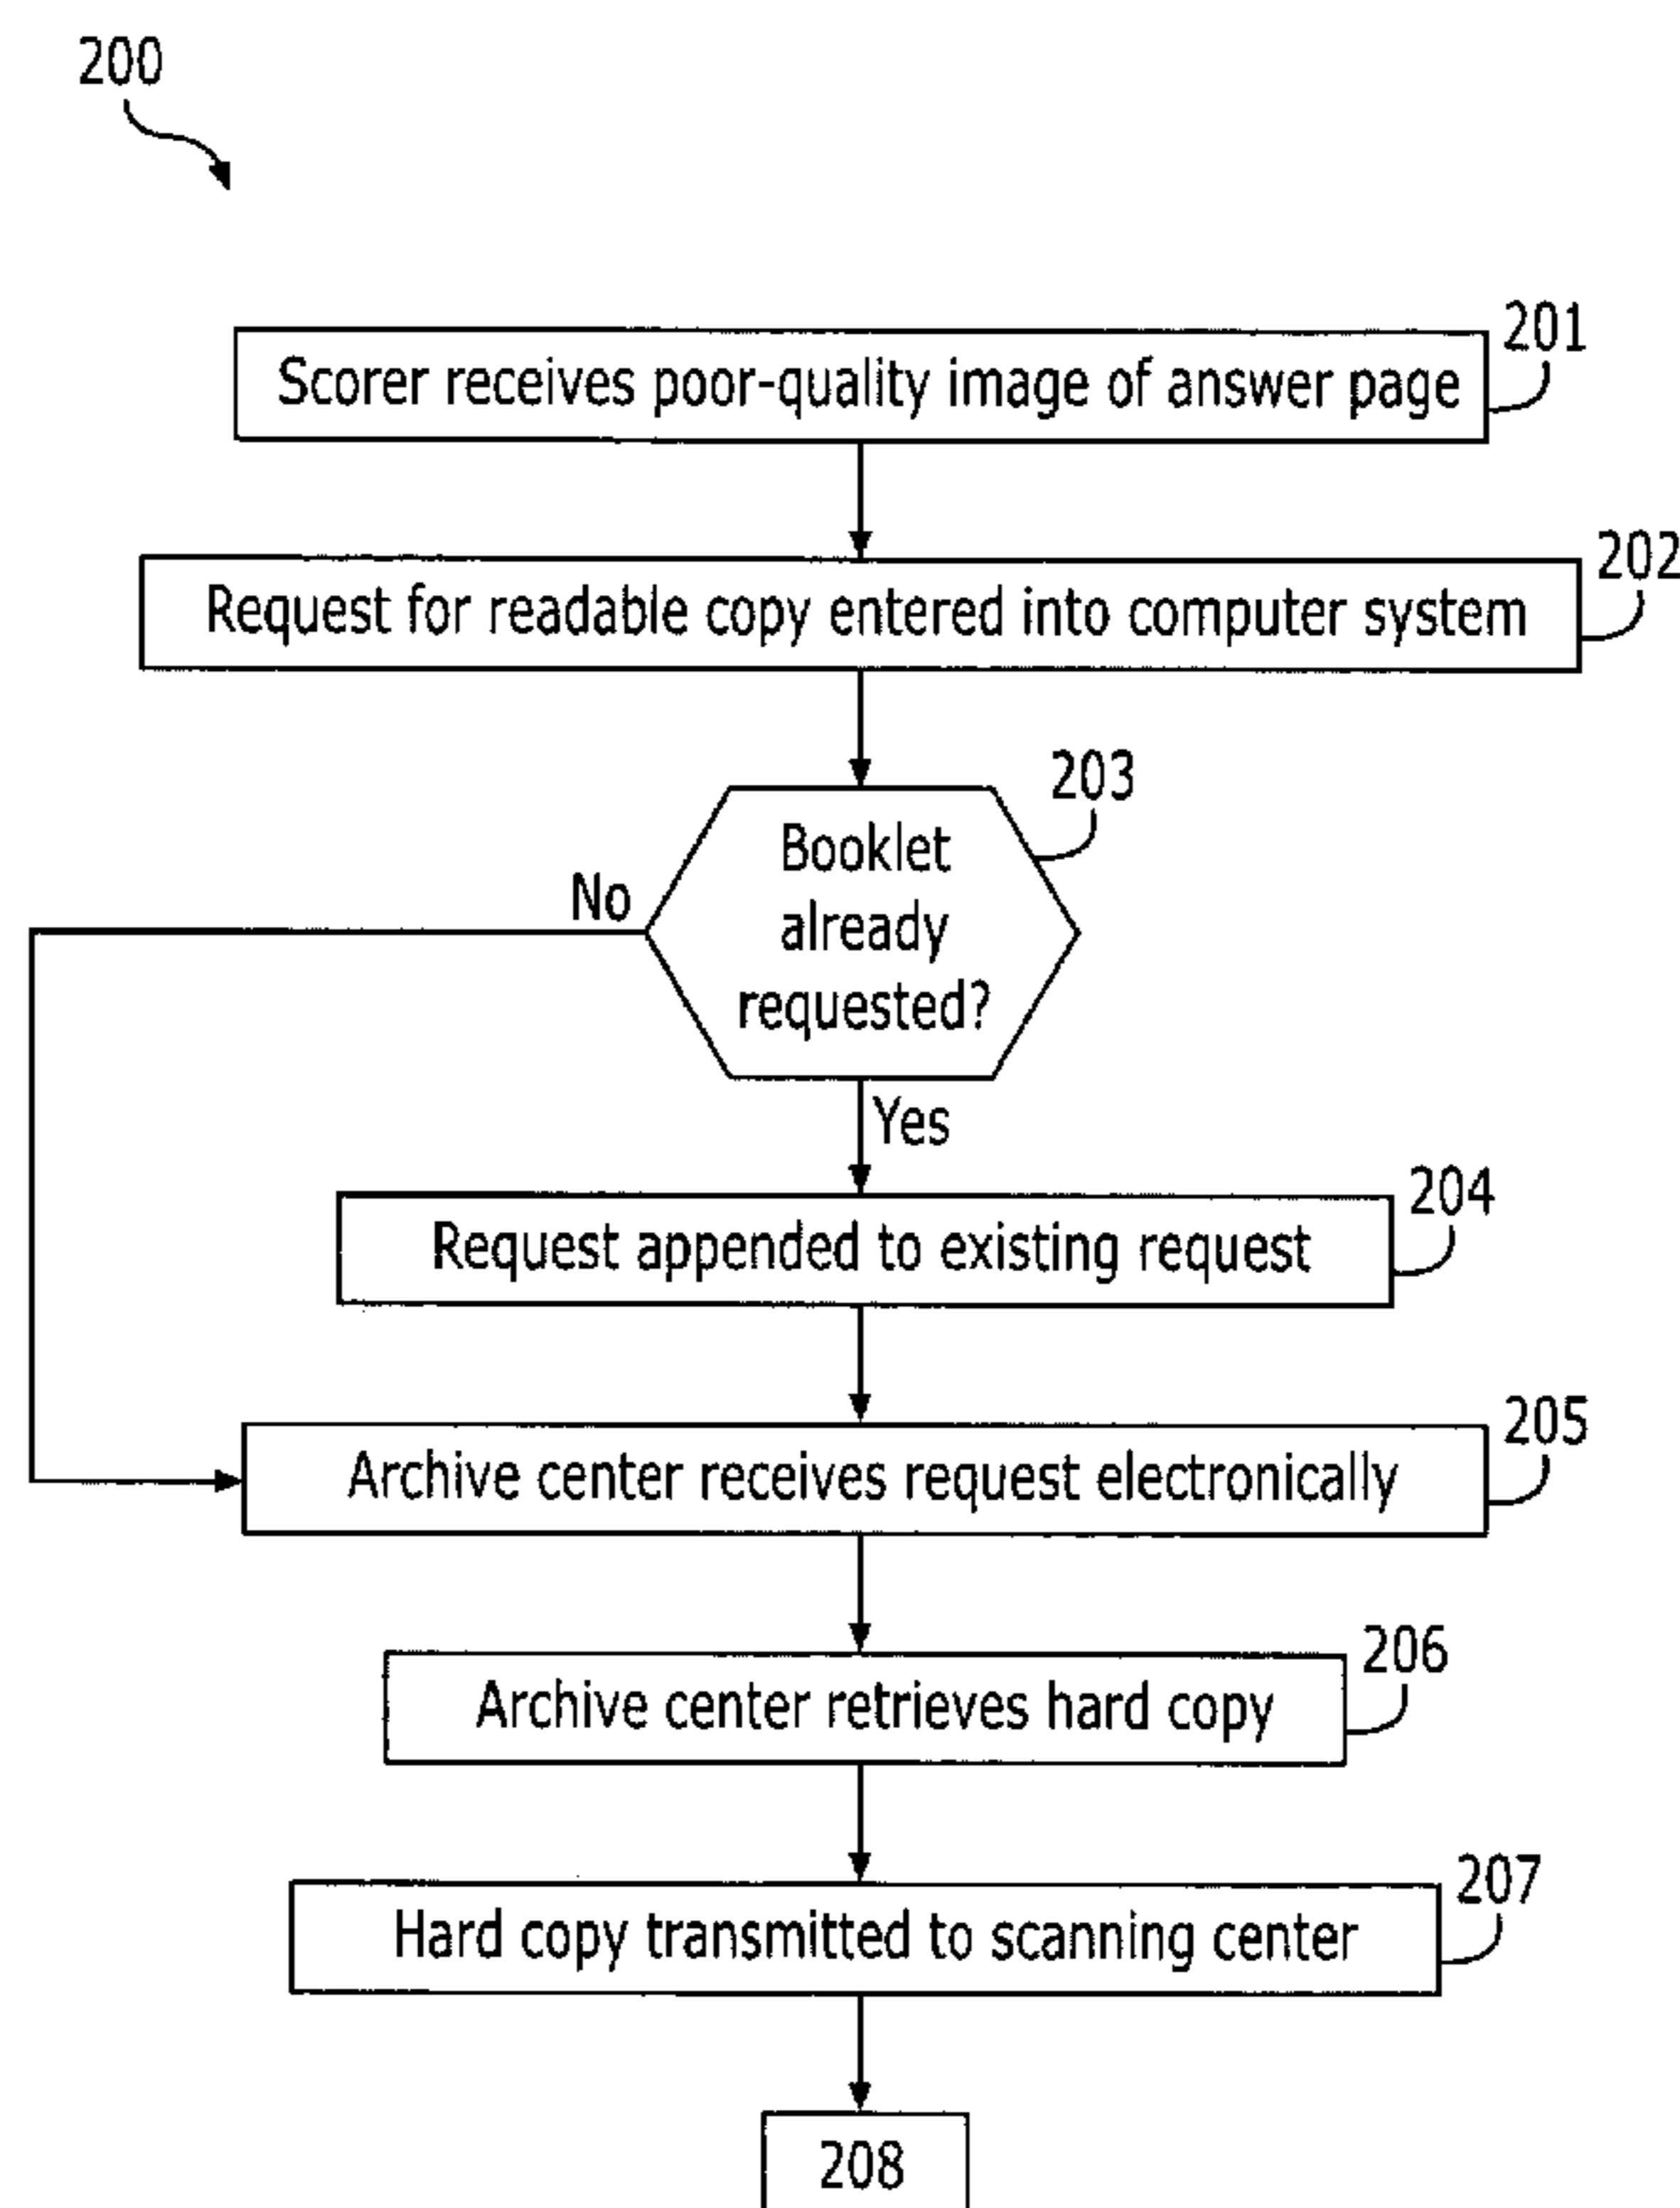 200
201
Scorer receives poor-quality image of answer page
202
Request for readable copy entered into computer system
203
Booklet
already
requested?
No
Yes
204
Request appended to existing request
205
Archive center receives request electronically
206
Archive center retrieves hard copy
207
Hard copy transmitted to scanning center
208